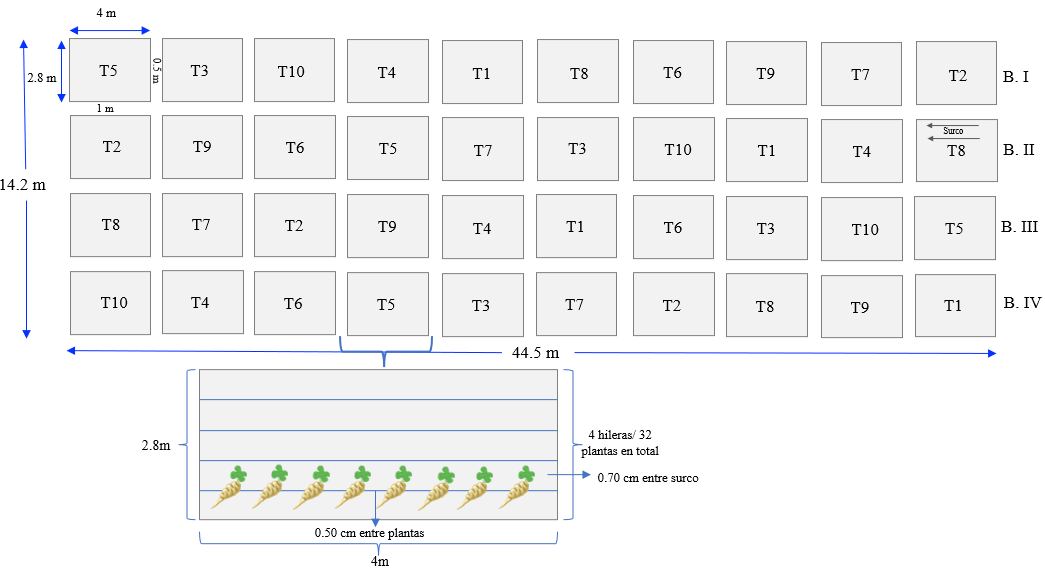 4 m
2.8 m
0.5 m
1 m
T5 T3 T10 T4 T1 T8 T6 T9 T7 T2 B. I
Surco
T2 T9 T6 T5 T7 T3 T10 T1 T4 T8 B. II
14.2 m
T8 T7 T2 T9 T4 T1 T6 T3 T10 T5 B. III
T10 T4 T6 T5 T3 T7 T2 T8 T9 T1 B. IV
44.5 m
2.8m
4 hileras/ 32
plantas en total
0.70 cm entre surco
0.50 cm entre plantas
4m